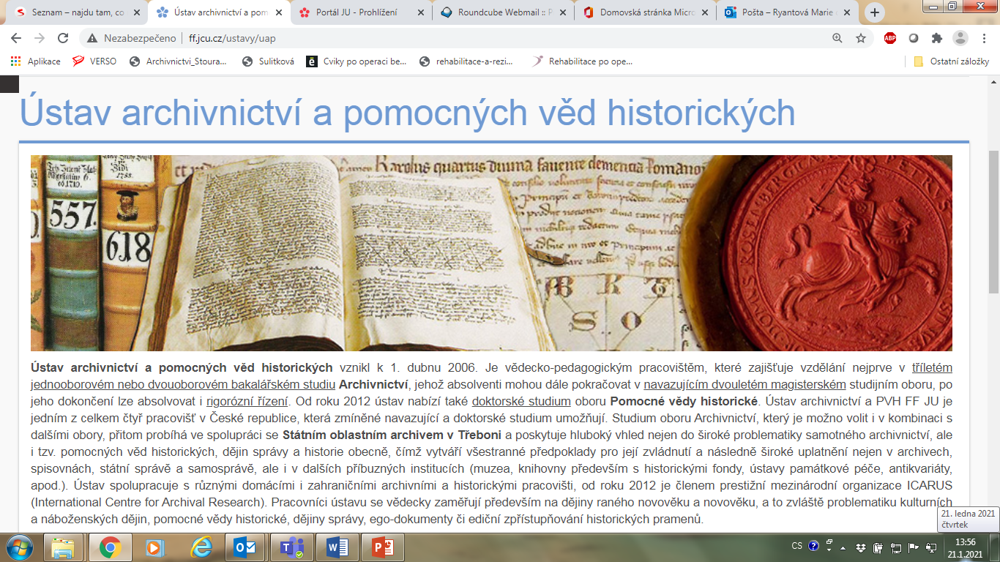 Seznam – najdu tam, co
Ústav archivnictví a pom
Portál JU - Prohlížení
Roundcube Webmail :: P
Domovská stránka Micro
Pošta – Ryantová Marie
Nezabezpečeno ff.jcu.cz/ustavy/uap
ABP
Aplikace VERSO Archivnictvi_Stoura... Sulitková Cviky po operaci be... rehabilitace-a-rezi... Rehabilitace po ope... Ostatní záložky
Ústav archivnictví a pomocných věd historických
557.
618
Karolus quartus diuina fauente clemencia Romano
Ústav archivnictví a pomocných věd historických vznikl k 1. dubnu 2006. Je vědecko-pedagogickým pracovištěm, které zajišťuje vzdělání nejprve v tříletém
jednooborovém nebo dvouoborovém bakalářském studiu Archivnictví, jehož absolventi mohou dále pokračovat v navazujícím dvouletém magisterském studijním oboru, po
jeho dokončení lze absolvovat i rigorózní řízení. Od roku 2012 ústav nabízí také doktorské studium oboru Pomocné vědy historické. Ústav archivnictví a PVH FF JU je
jedním z celkem čtyř pracovišť v České republice, která zmíněné navazující a doktorské studium umožňují. Studium oboru Archivnictví, který je možno volit i v kombinaci s
dalšími obory, přitom probíhá ve spolupráci se Státním oblastním archivem v Třeboni a poskytuje hluboký vhled nejen do široké problematiky samotného archivnictví, ale
i tzv. pomocných věd historických, dějin správy a historie obecně, čímž vytváří všestranné předpoklady pro její zvládnutí a následně široké uplatnění nejen v archivech,
spisovnách, státní správě a samosprávě, ale i v dalších příbuzných institucích (muzea, knihovny především s historickými fondy, ústavy památkové péče, antikvariáty,
apod.). Ústav spolupracuje s různými domácími i zahraničními archivními a historickými pracovišti, od roku 2012 je členem prestižní mezinárodní organizace ICARUS
(International Centre for Archival Research). Pracovníci ústavu se vědecky zaměřují především na dějiny raného novověku a novověku, a to zvláště problematiku kulturních
a náboženských dějin, pomocné vědy historické, dějiny správy, ego-dokumenty či ediční zpřístupňování historických pramenů.
21. ledna 2021
čtvrtek
CS
13:56
21.1.2021